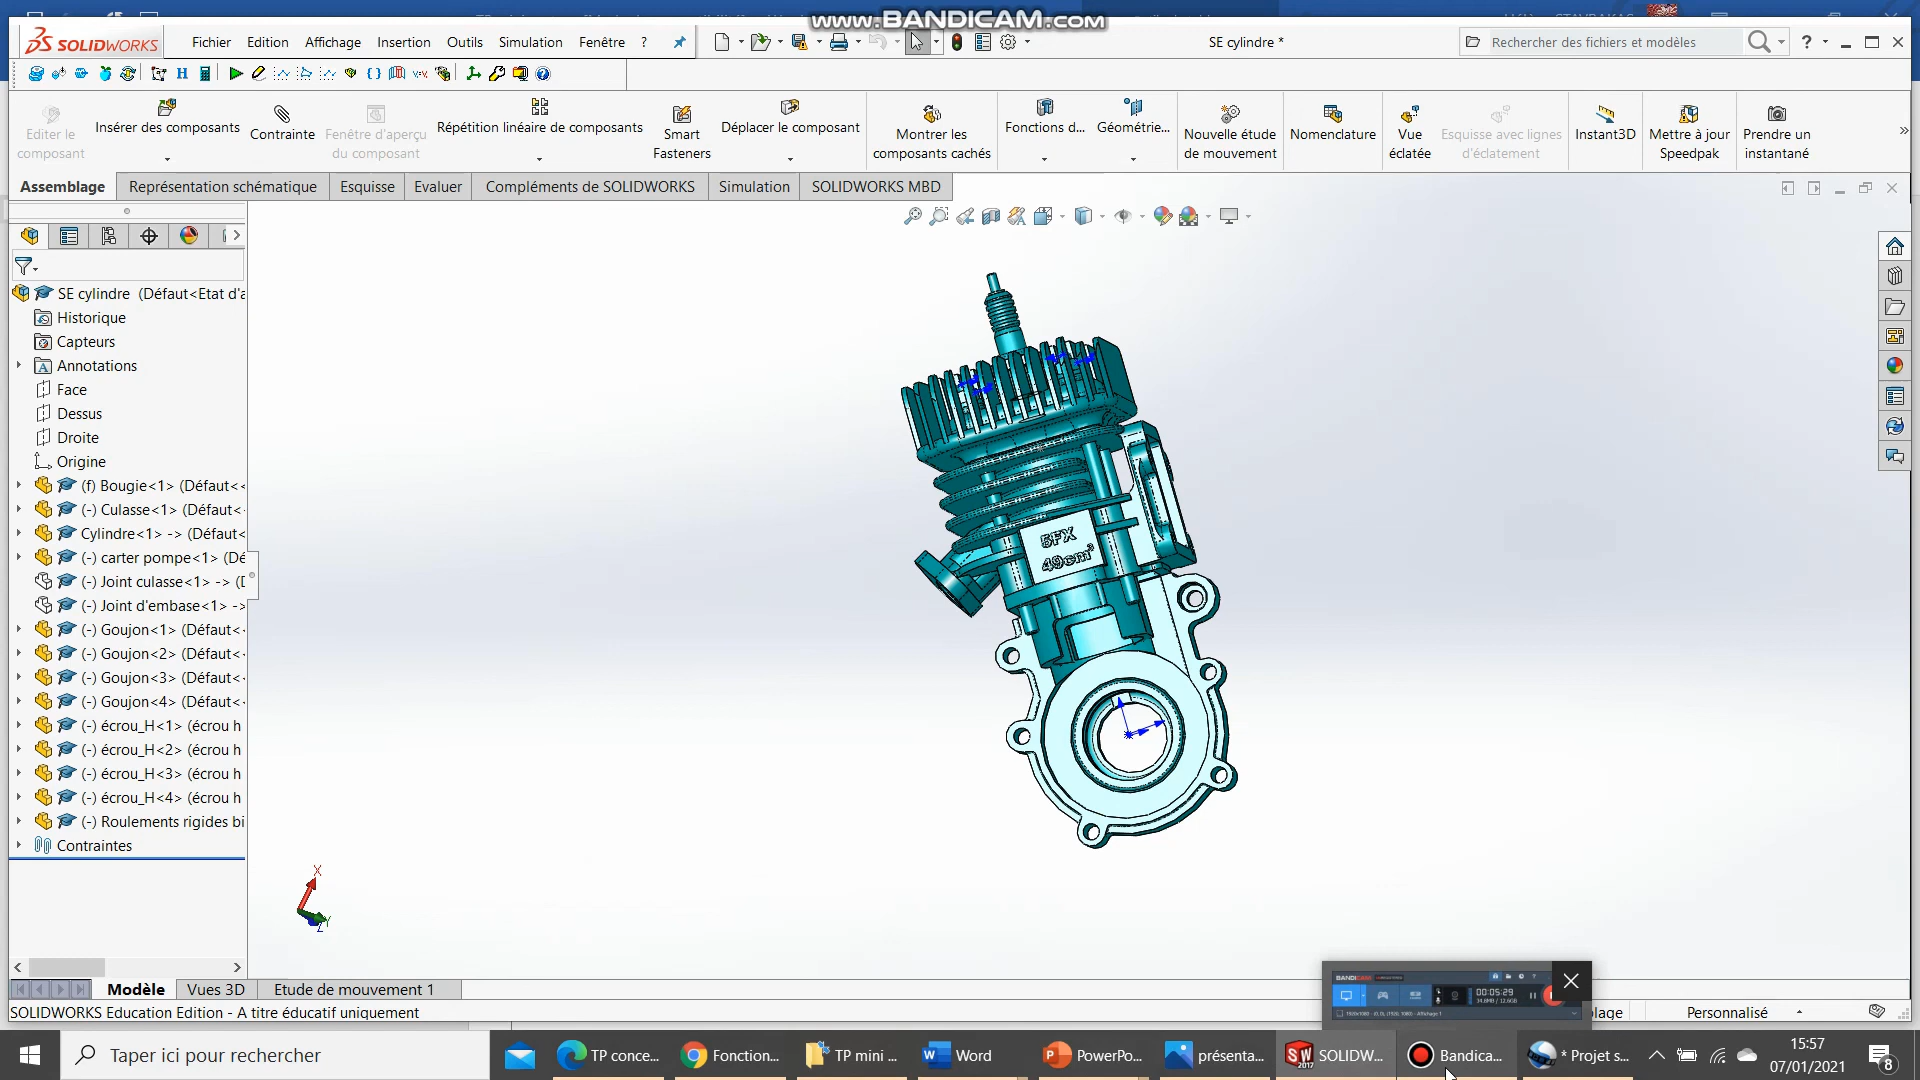 www.BANDICAM.com
SOLIDWORKS
Fichier Edition Affichage Insertion Outils Simulation Fenêtre ?
SE cylindre *
Rechercher des fichiers et modèles
?
Editer le composant
Insérer des composants
Contrainte
Fenêtre d'aperçu du composant
Répétition linéaire de composants
Smart Fasteners
Déplacer le composant
Montrer les composants cachés
Fonctions d...
Géométrie...
Nouvelle étude de mouvement
Nomenclature
Vue éclatée
Esquisse avec lignes d'éclatement
Instant3D
Mettre à jour Speedpak
Prendre un instantané
Assemblage Représentation schématique Esquisse Evaluer Compléments de SOLIDWORKS Simulation SOLIDWORKS MBD
SE cylindre (Défaut<Etat d'a
Historique
Capteurs
Annotations
Face
Dessus
Droite
Origine
(f) Bougie<1> (Défaut<
(-) Culasse<1> (Défaut<
Cylindre<1> -> (Défaut<
(-) carter pompe<1> (Dé
(-) Joint culasse<1> -> (D
(-) Joint d'embase<1> ->
(-) Goujon<1> (Défaut<
(-) Goujon<2> (Défaut<
(-) Goujon<3> (Défaut<
(-) Goujon<4> (Défaut<
(-) écrou_H<1> (écrou h
(-) écrou_H<2> (écrou h
(-) écrou_H<3> (écrou h
(-) écrou_H<4> (écrou h
(-) Roulements rigides bi
Contraintes
5FX
49cm³
X
Y
Z
Modèle Vues 3D Etude de mouvement 1
BANDICAM
00:05:29
SOLIDWORKS Education Edition - A titre éducatif uniquement
lage
Personnalisé
Taper ici pour rechercher
TP conce...
Fonction...
TP mini ...
Word
PowerPo...
présenta...
SOLIDW...
Bandica...
* Projet s...
15:57
07/01/2021
8